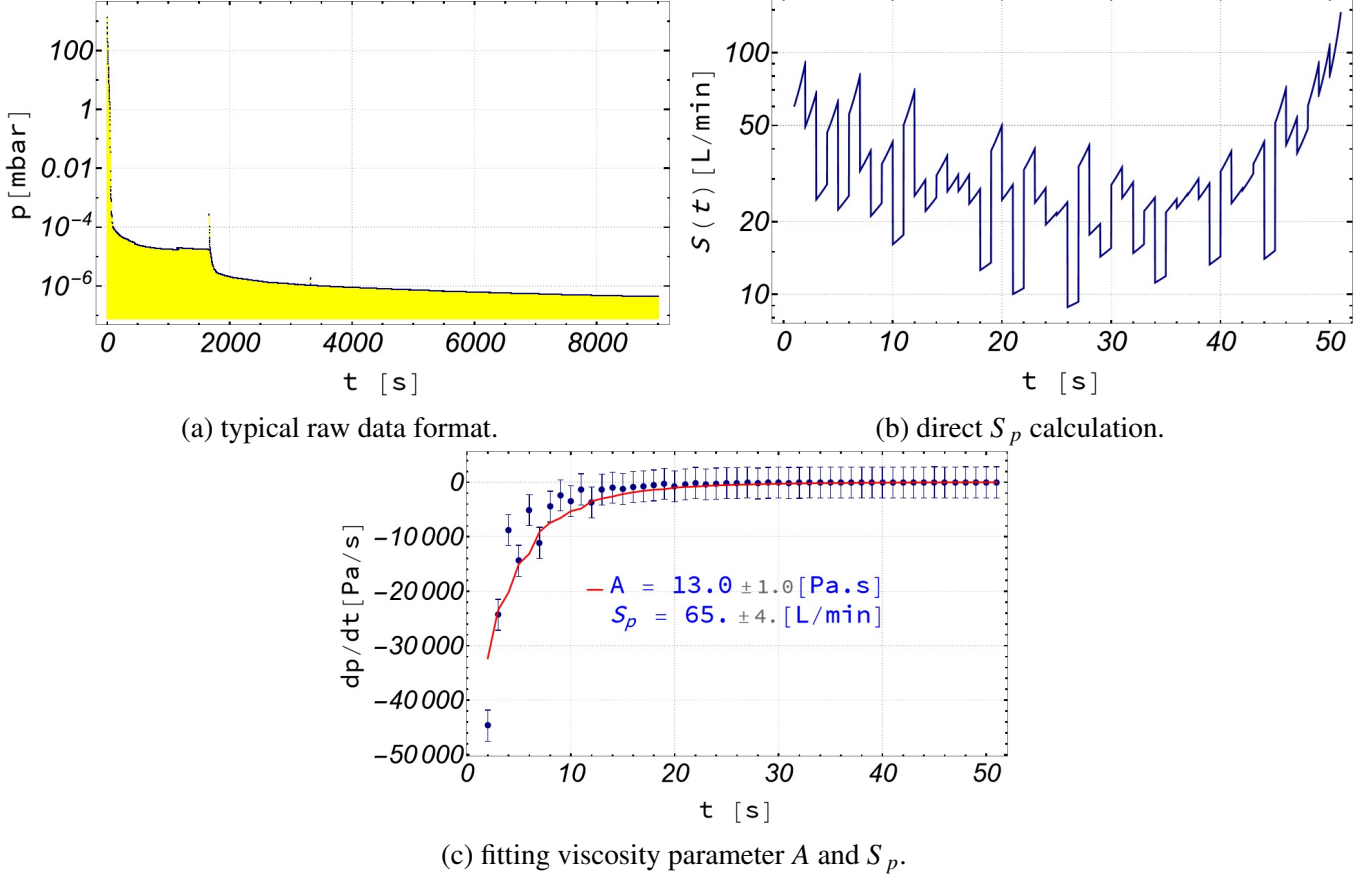 100
1
0.01
10⁻⁴
10⁻⁶
p[mbar]
0 2000 4000 6000 8000
t [s]
(a) typical raw data format.
100
50
20
10
S(t)[L/min]
0 10 20 30 40 50
t [s]
(b) direct S p calculation.
0
−10 000
−20 000
−30 000
−40 000
−50 000
dp/dt[Pa/s]
A = 13.0 ± 1.0[Pa.s]
Sp = 65. ± 4. [L/min]
0 10 20 30 40 50
t [s]
(c) fitting viscosity parameter A and S p.